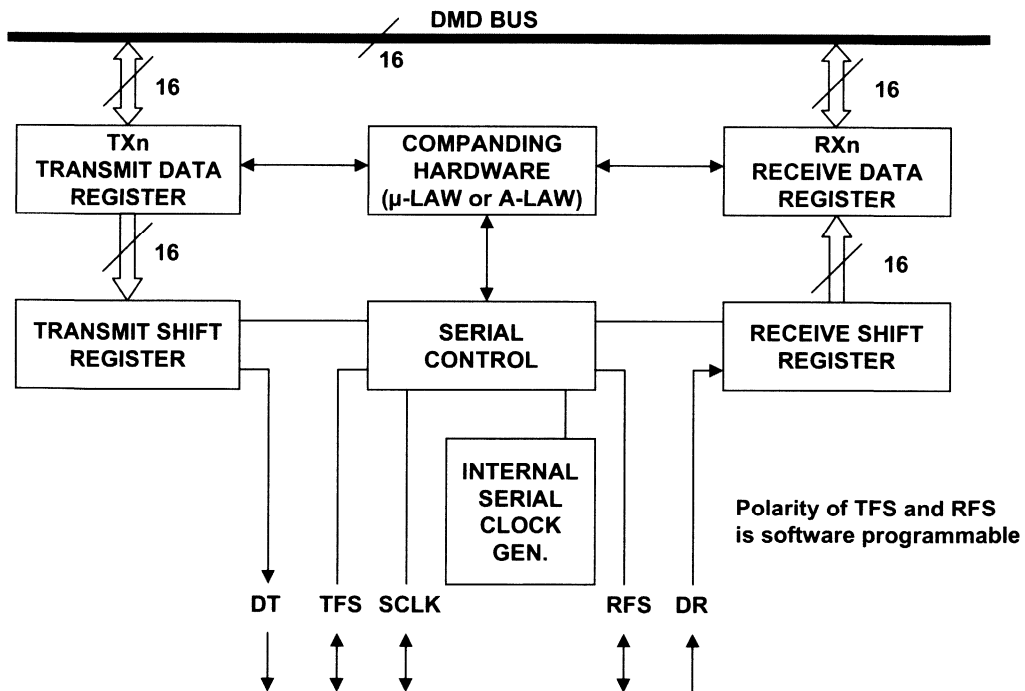 DMD BUS
16
16
16
TXn
TRANSMIT DATA
REGISTER
COMPANDING
HARDWARE
(µ-LAW or A-LAW)
RXn
RECEIVE DATA
REGISTER
16
16
TRANSMIT SHIFT
REGISTER
SERIAL
CONTROL
RECEIVE SHIFT
REGISTER
INTERNAL
SERIAL
CLOCK
GEN.
Polarity of TFS and RFS
is software programmable
DT
TFS
SCLK
RFS
DR